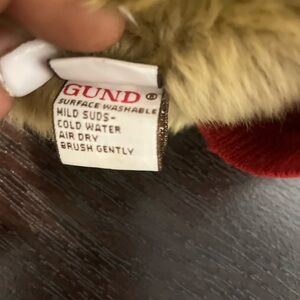 GUND®
SURFACE WASHABLE
MILD SUDS-
COLD WATER
AIR DRY
BRUSH GENTLY